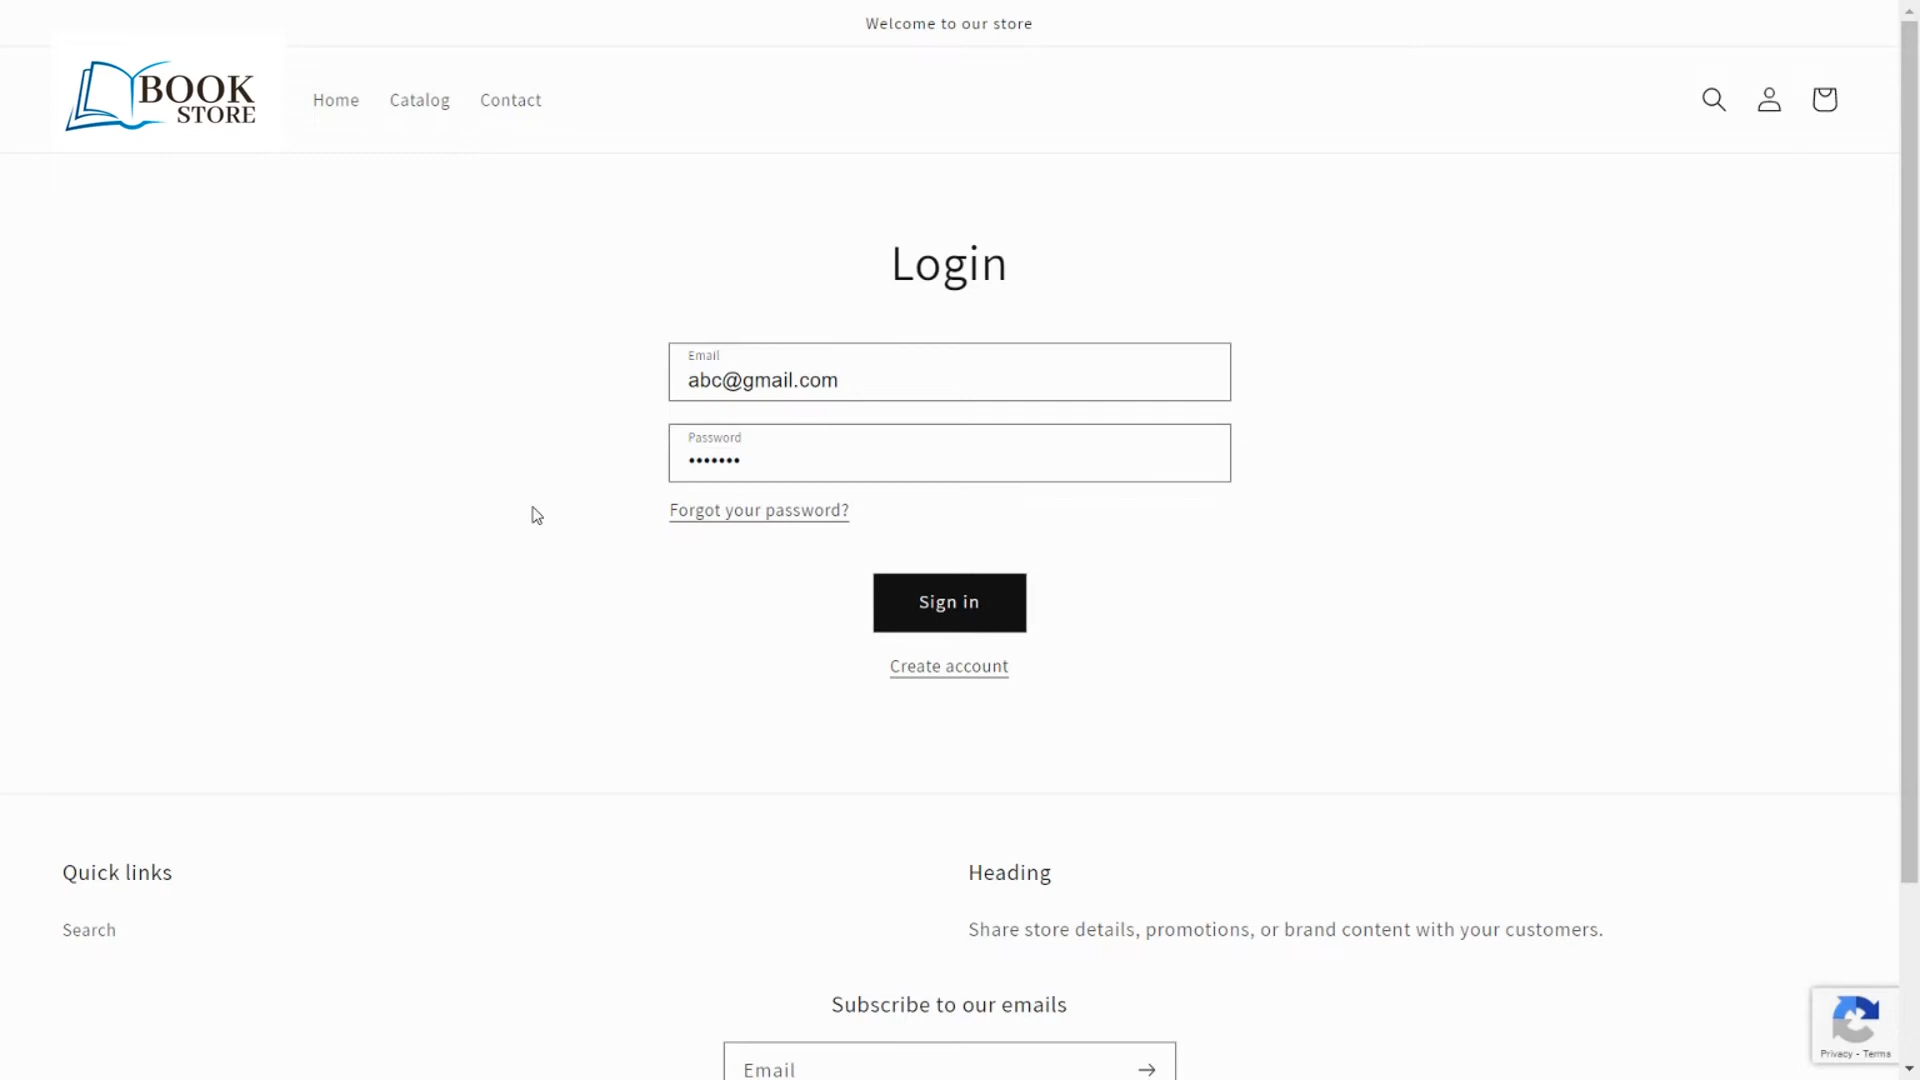 Welcome to our store
BOOK
STORE
Home
Catalog
Contact
Login
Email
abc@gmail.com
Password
•••••••
Forgot your password?
Sign in
Create account
Quick links
Search
Heading
Share store details, promotions, or brand content with your customers.
Subscribe to our emails
Email
Privacy - Terms